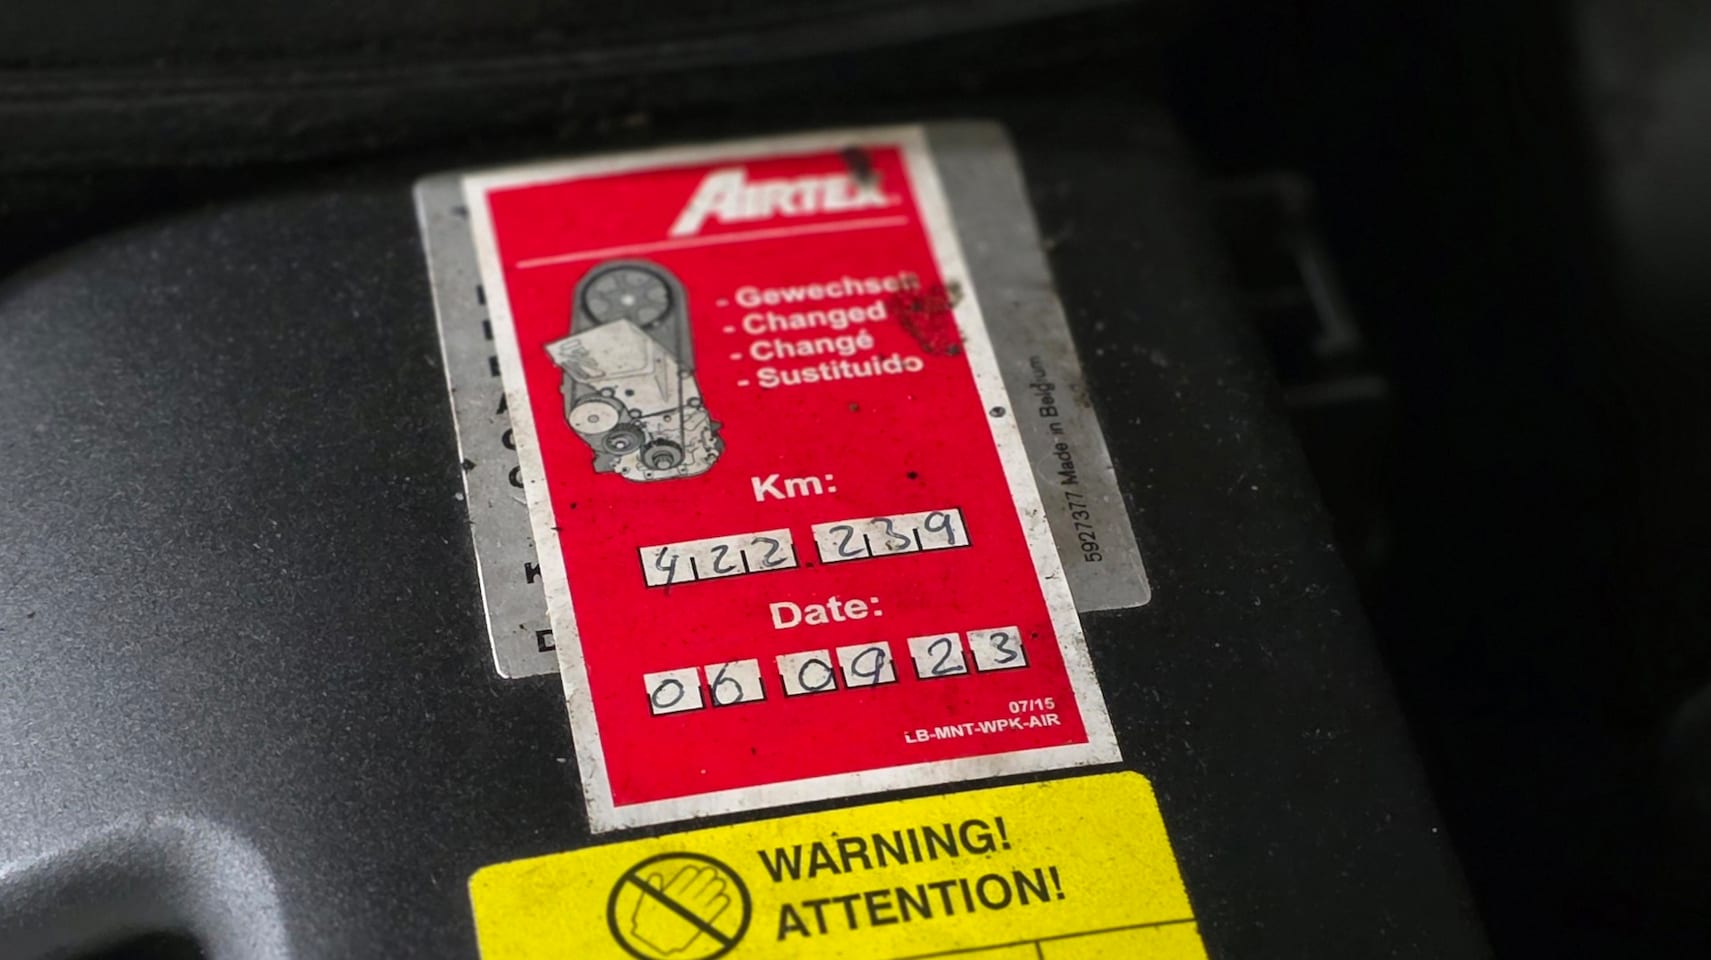 AIRTEX
- Gewechselt
- Changed
- Changé
- Sustituido
Km:
422.239
Date:
06 09 23
07/15
LB-MNT-WPK-AIR
5927377 Made in Belgium
WARNING!
ATTENTION!